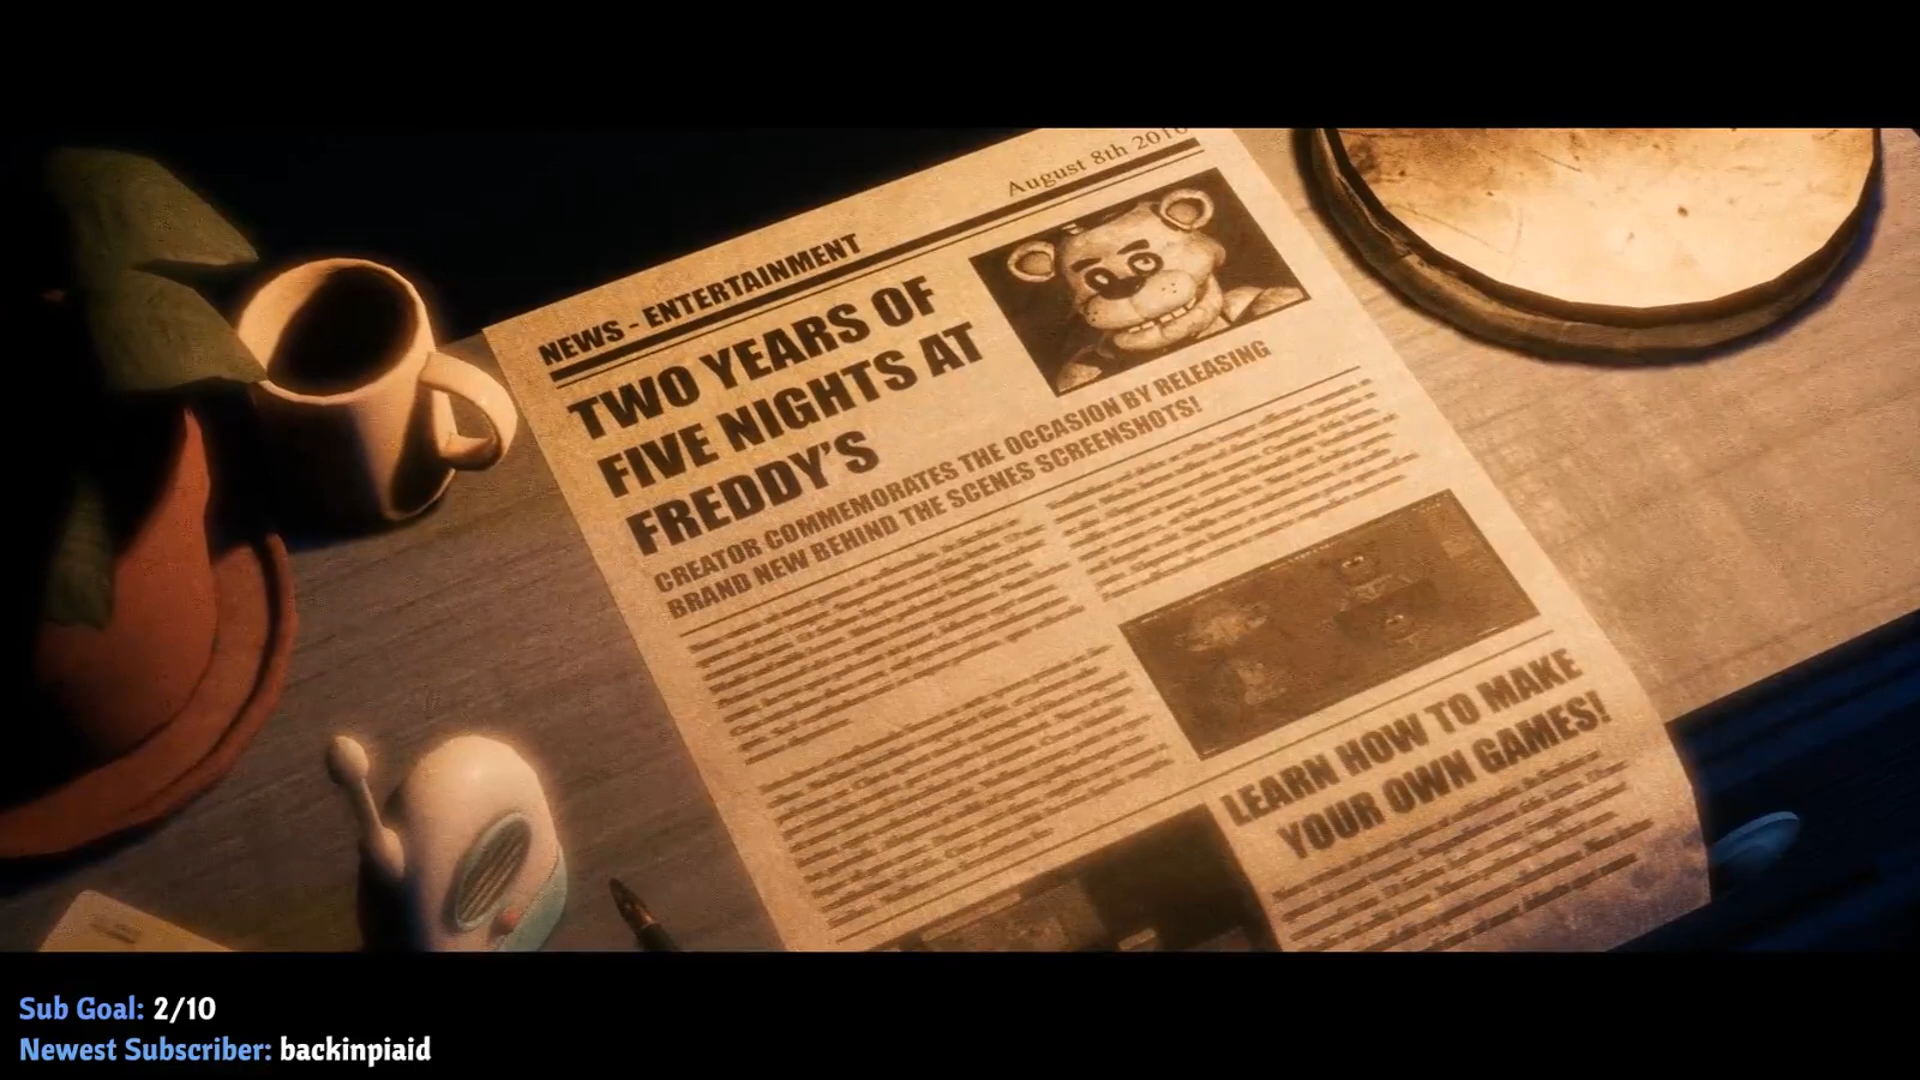 August 8th 2016
NEWS - ENTERTAINMENT
TWO YEARS OF
FIVE NIGHTS AT
FREDDY'S
CREATOR COMMEMORATES THE OCCASION BY RELEASING
BRAND NEW BEHIND THE SCENES SCREENSHOTS!
LEARN HOW TO MAKE
YOUR OWN GAMES!
Sub Goal: 2/10
Newest Subscriber: backinpiaid